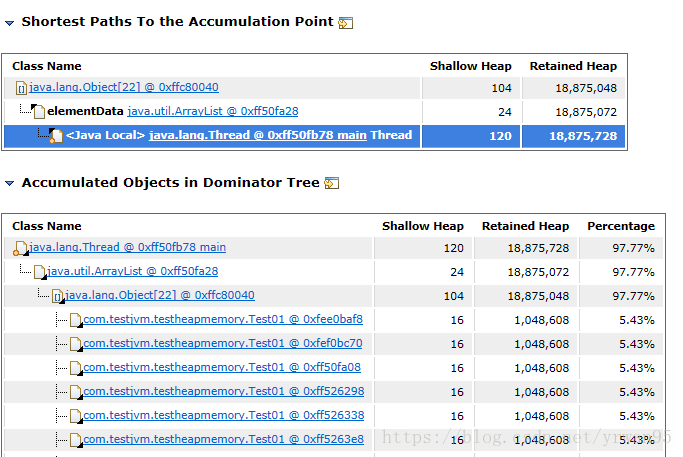 Shortest Paths To the Accumulation Point
Class Name Shallow Heap Retained Heap
java.lang.Object[22] @ 0xffc80040 104 18,875,048
elementData java.util.ArrayList @ 0xff50fa28 24 18,875,072
<Java Local> java.lang.Thread @ 0xff50fb78 main Thread 120 18,875,728
Accumulated Objects in Dominator Tree
Class Name Shallow Heap Retained Heap Percentage
java.lang.Thread @ 0xff50fb78 main 120 18,875,728 97.77%
java.util.ArrayList @ 0xff50fa28 24 18,875,072 97.77%
java.lang.Object[22] @ 0xffc80040 104 18,875,048 97.77%
com.testjvm.testheapmemory.Test01 @ 0xfee0baf8 16 1,048,608 5.43%
com.testjvm.testheapmemory.Test01 @ 0xfef0bc70 16 1,048,608 5.43%
com.testjvm.testheapmemory.Test01 @ 0xff50fa08 16 1,048,608 5.43%
com.testjvm.testheapmemory.Test01 @ 0xff526298 16 1,048,608 5.43%
com.testjvm.testheapmemory.Test01 @ 0xff526338 16 1,048,608 5.43%
com.testjvm.testheapmemory.Test01 @ 0xff5263e8 16 1,048,608 5.43%